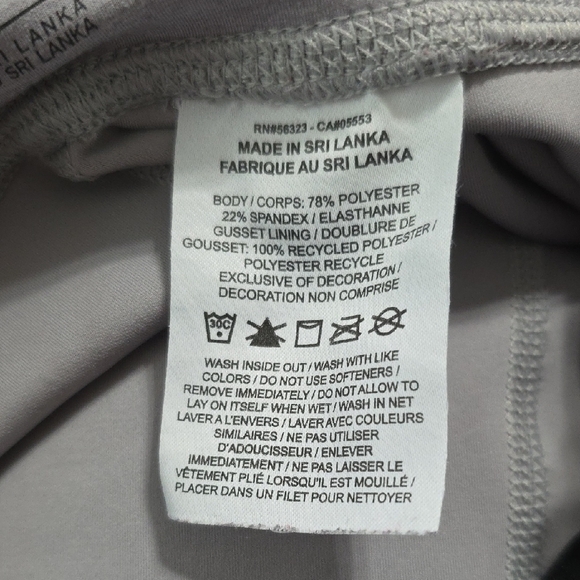 I LANKA
SRI LANKA
RN#56323 - CA#05553
MADE IN SRI LANKA
FABRIQUE AU SRI LANKA
BODY / CORPS: 78% POLYESTER
22% SPANDEX / ELASTHANNE
GUSSET LINING / DOUBLURE DE
GOUSSET: 100% RECYCLED POLYESTER /
POLYESTER RECYCLE
EXCLUSIVE OF DECORATION /
DECORATION NON COMPRISE
30C
WASH INSIDE OUT / WASH WITH LIKE
COLORS / DO NOT USE SOFTENERS /
REMOVE IMMEDIATELY / DO NOT ALLOW TO
LAY ON ITSELF WHEN WET / WASH IN NET
LAVER A L'ENVERS / LAVER AVEC COULEURS
SIMILAIRES / NE PAS UTILISER
D'ADOUCISSEUR / ENLEVER
IMMEDIATEMENT / NE PAS LAISSER LE
VÊTEMENT PLIÉ LORSQU'IL EST MOUILLÉ /
PLACER DANS UN FILET POUR NETTOYER